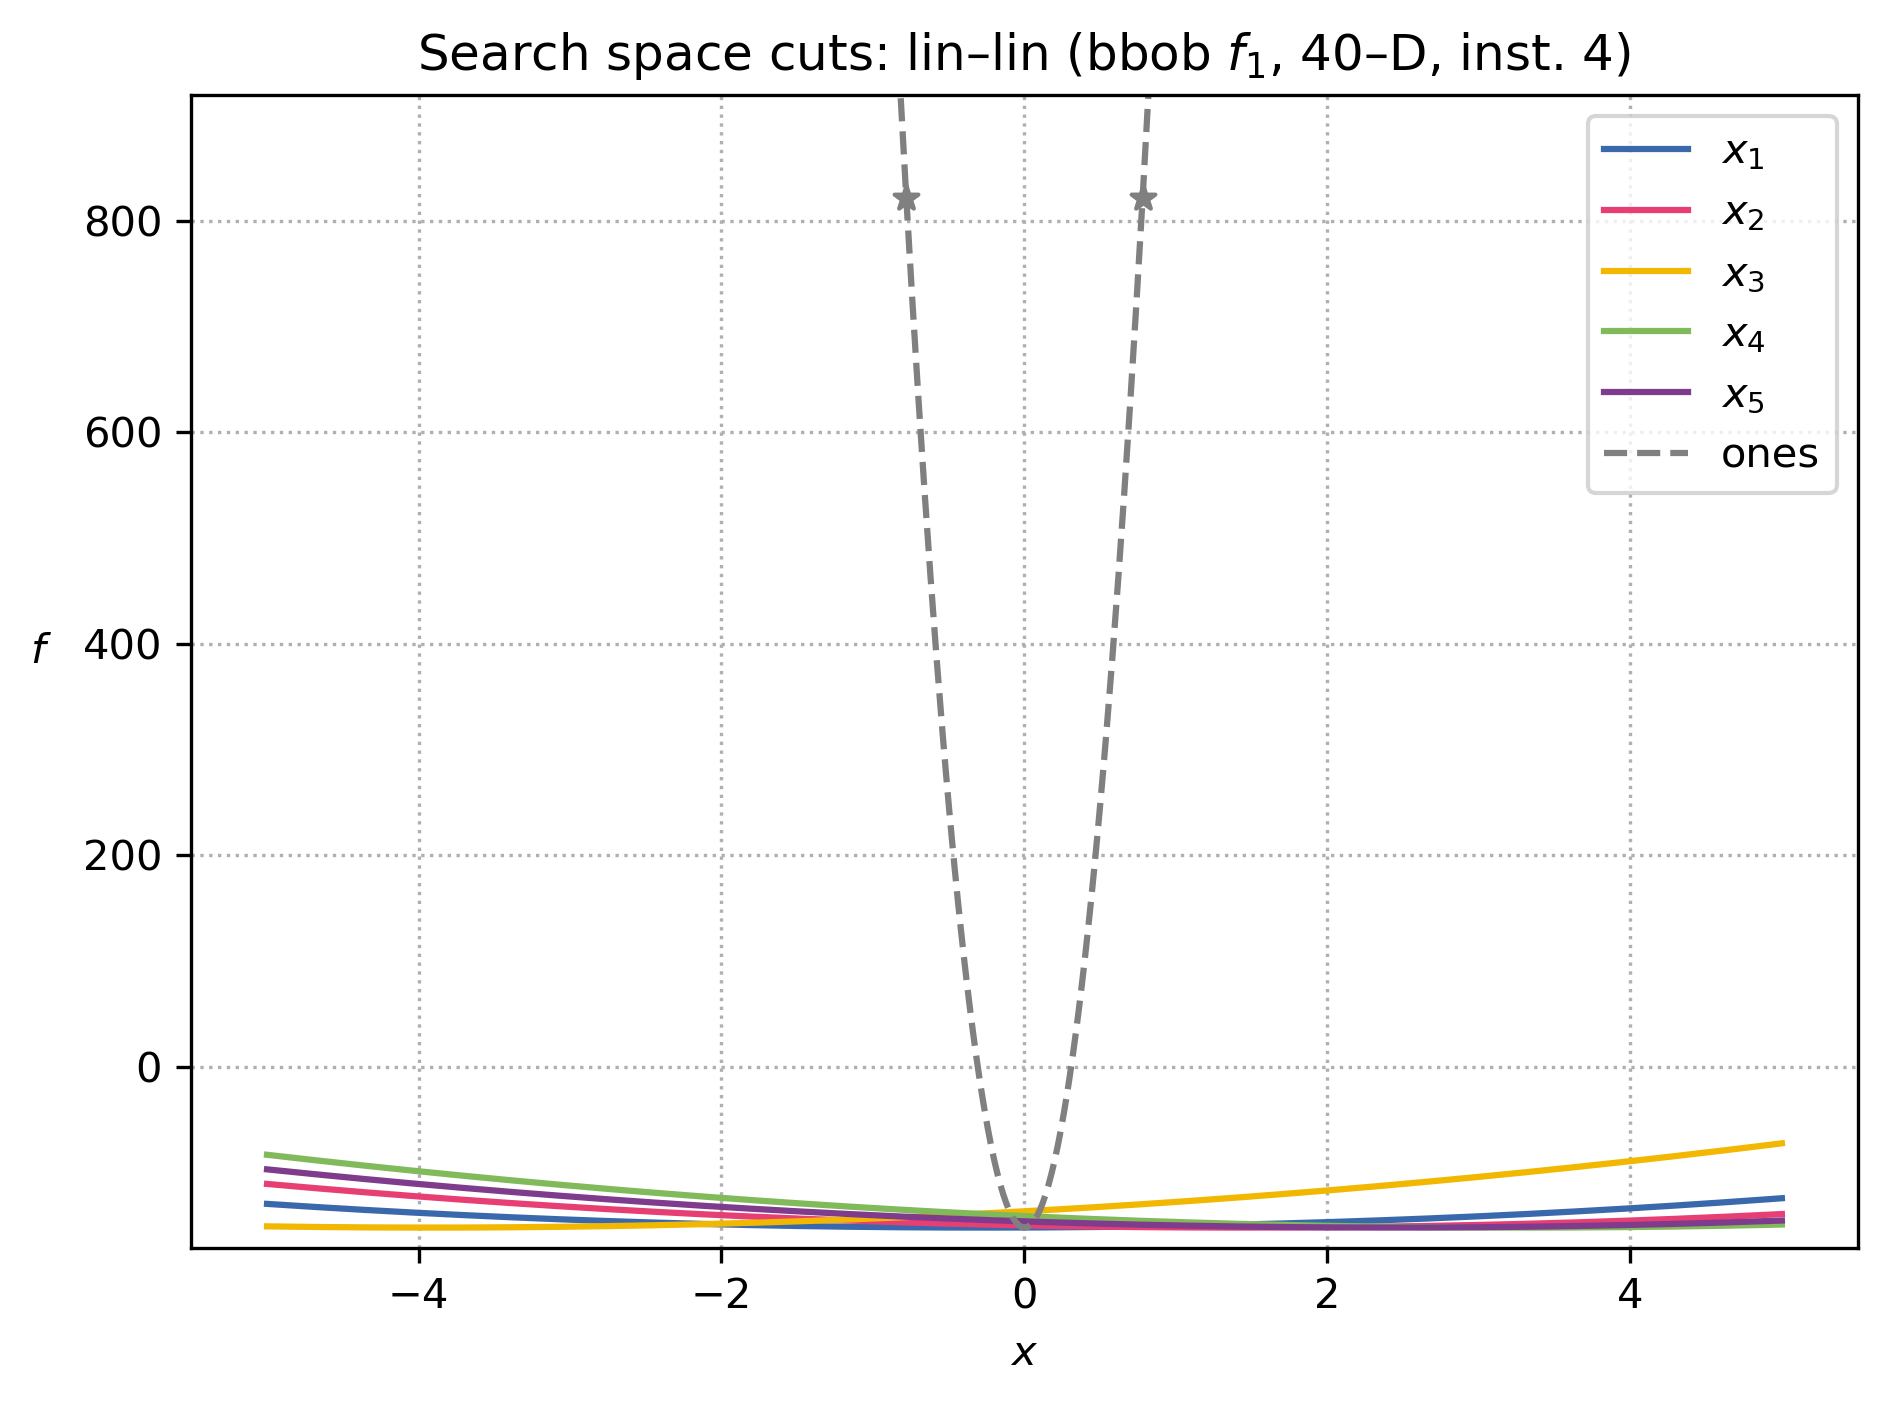 Search space cuts: lin–lin (bbob f₁, 40–D, inst. 4)
x₁
x₂
x₃
x₄
x₅
ones
800
600
400
200
0
f
−4
−2
0
2
4
x